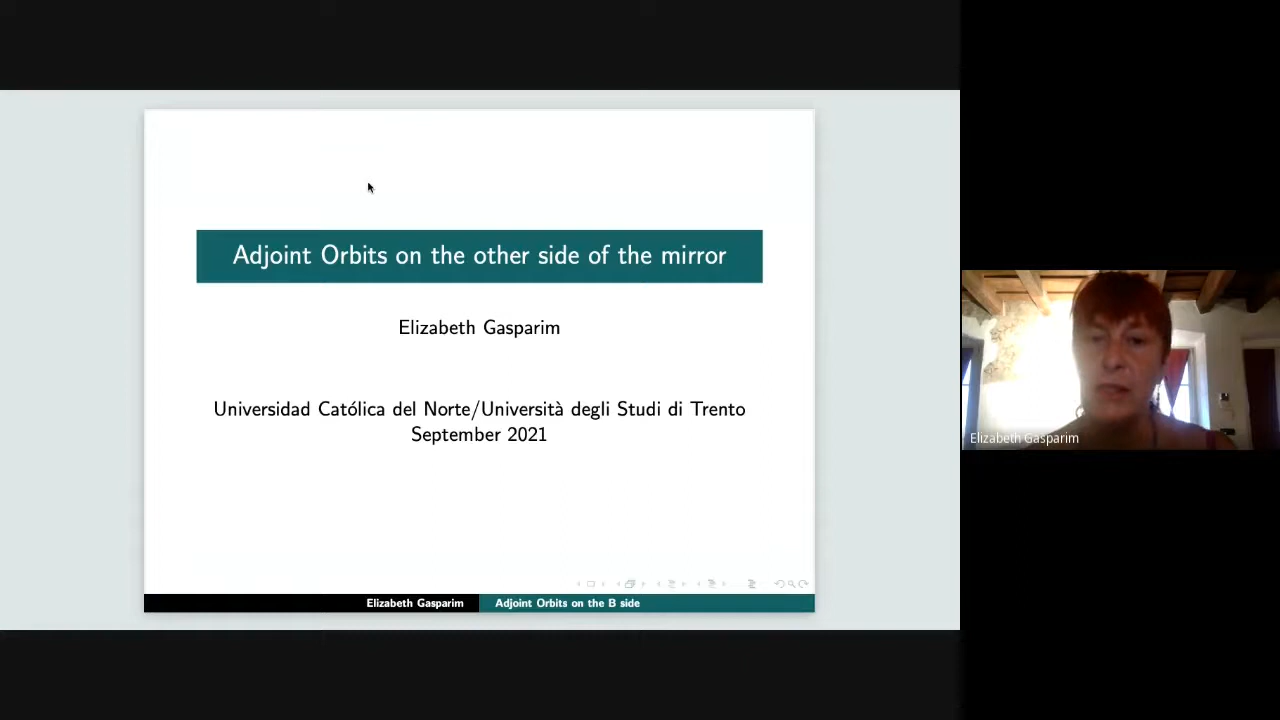 Adjoint Orbits on the other side of the mirror
Elizabeth Gasparim
Universidad Católica del Norte/Università degli Studi di Trento
September 2021
Elizabeth Gasparim
Adjoint Orbits on the B side
Elizabeth Gasparim